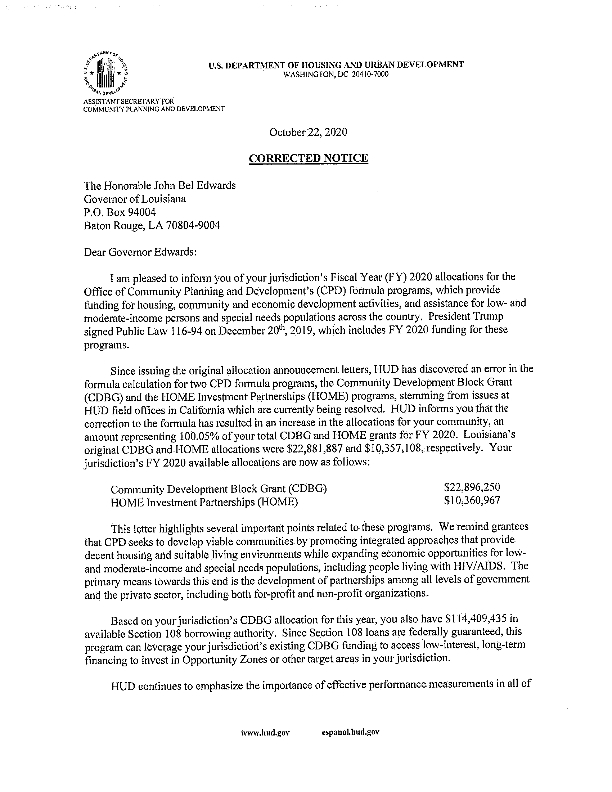 U.S. DEPARTMENT OF HOUSING AND URBAN DEVELOPMENT
WASHINGTON, DC 20410-7000
ASSISTANT SECRETARY FOR
COMMUNITY PLANNING AND DEVELOPMENT
October 22, 2020
CORRECTED NOTICE
The Honorable John Bel Edwards
Governor of Louisiana
P.O. Box 94004
Baton Rouge, LA 70804-9004
Dear Governor Edwards:
I am pleased to inform you of your jurisdiction's Fiscal Year (FY) 2020 allocations for the
Office of Community Planning and Development's (CPD) formula programs, which provide
funding for housing, community and economic development activities, and assistance for low- and
moderate-income persons and special needs populations across the country. President Trump
signed Public Law 116-94 on December 20th, 2019, which includes FY 2020 funding for these
programs.
Since issuing the original allocation announcement letters, HUD has discovered an error in the
formula calculation for two CPD formula programs, the Community Development Block Grant
(CDBG) and the HOME Investment Partnerships (HOME) programs, stemming from issues at
HUD field offices in California which are currently being resolved. HUD informs you that the
correction to the formula has resulted in an increase in the allocations for your community, an
amount representing 100.05% of your total CDBG and HOME grants for FY 2020. Louisiana's
original CDBG and HOME allocations were $22,881,887 and $10,357,108, respectively. Your
jurisdiction's FY 2020 available allocations are now as follows:
Community Development Block Grant (CDBG) $22,896,250
HOME Investment Partnerships (HOME) $10,360,967
This letter highlights several important points related to these programs. We remind grantees
that CPD seeks to develop viable communities by promoting integrated approaches that provide
decent housing and suitable living environments while expanding economic opportunities for low-
and moderate-income and special needs populations, including people living with HIV/AIDS. The
primary means towards this end is the development of partnerships among all levels of government
and the private sector, including both for-profit and non-profit organizations.
Based on your jurisdiction's CDBG allocation for this year, you also have $114,409,435 in
available Section 108 borrowing authority. Since Section 108 loans are federally guaranteed, this
program can leverage your jurisdiction's existing CDBG funding to access low-interest, long-term
financing to invest in Opportunity Zones or other target areas in your jurisdiction.
HUD continues to emphasize the importance of effective performance measurements in all of
www.hud.gov espanol.hud.gov